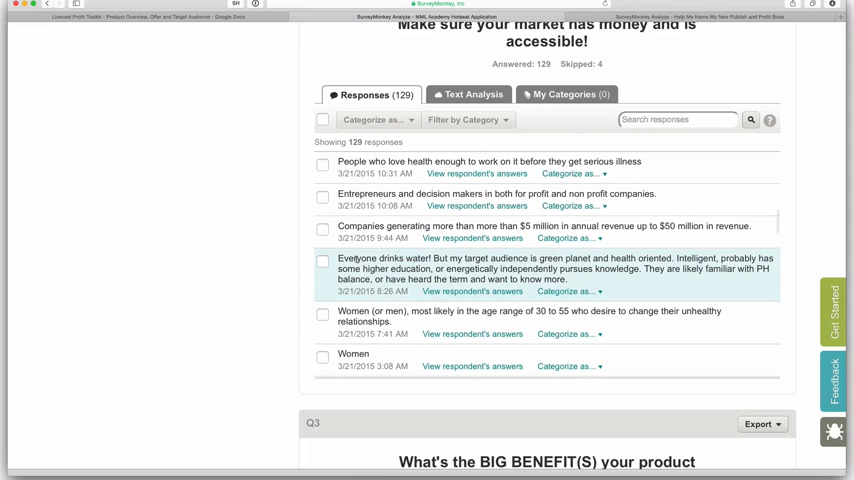 SurveyMonkey, Inc
SH
Livecast Profit Toolkit - Product Overview, Offer and Target Audience - Google Docs
SurveyMonkey Analyze - MML Academy Hotseat Application
SurveyMonkey Analyze - Help Me Name My New Publish and Profit Book
Make sure your market has money and is
accessible!
Answered: 129 Skipped: 4
Responses (129)
Text Analysis
My Categories (0)
Categorize as...
Filter by Category
Search responses
?
Showing 129 responses
People who love health enough to work on it before they get serious illness
3/21/2015 10:31 AM View respondent's answers Categorize as...
Entrepreneurs and decision makers in both for profit and non profit companies.
3/21/2015 10:08 AM View respondent's answers Categorize as...
Companies generating more than more than $5 million in annual revenue up to $50 million in revenue.
3/21/2015 9:44 AM View respondent's answers Categorize as...
Everyone drinks water! But my target audience is green planet and health oriented. Intelligent, probably has
some higher education, or energetically independently pursues knowledge. They are likely familiar with PH
balance, or have heard the term and want to know more.
3/21/2015 8:26 AM View respondent's answers Categorize as...
Women (or men), most likely in the age range of 30 to 55 who desire to change their unhealthy
relationships.
3/21/2015 7:41 AM View respondent's answers Categorize as...
Women
3/21/2015 3:08 AM View respondent's answers Categorize as...
Get Started
Feedback
Q3
Export
What's the BIG BENEFIT(S) your product